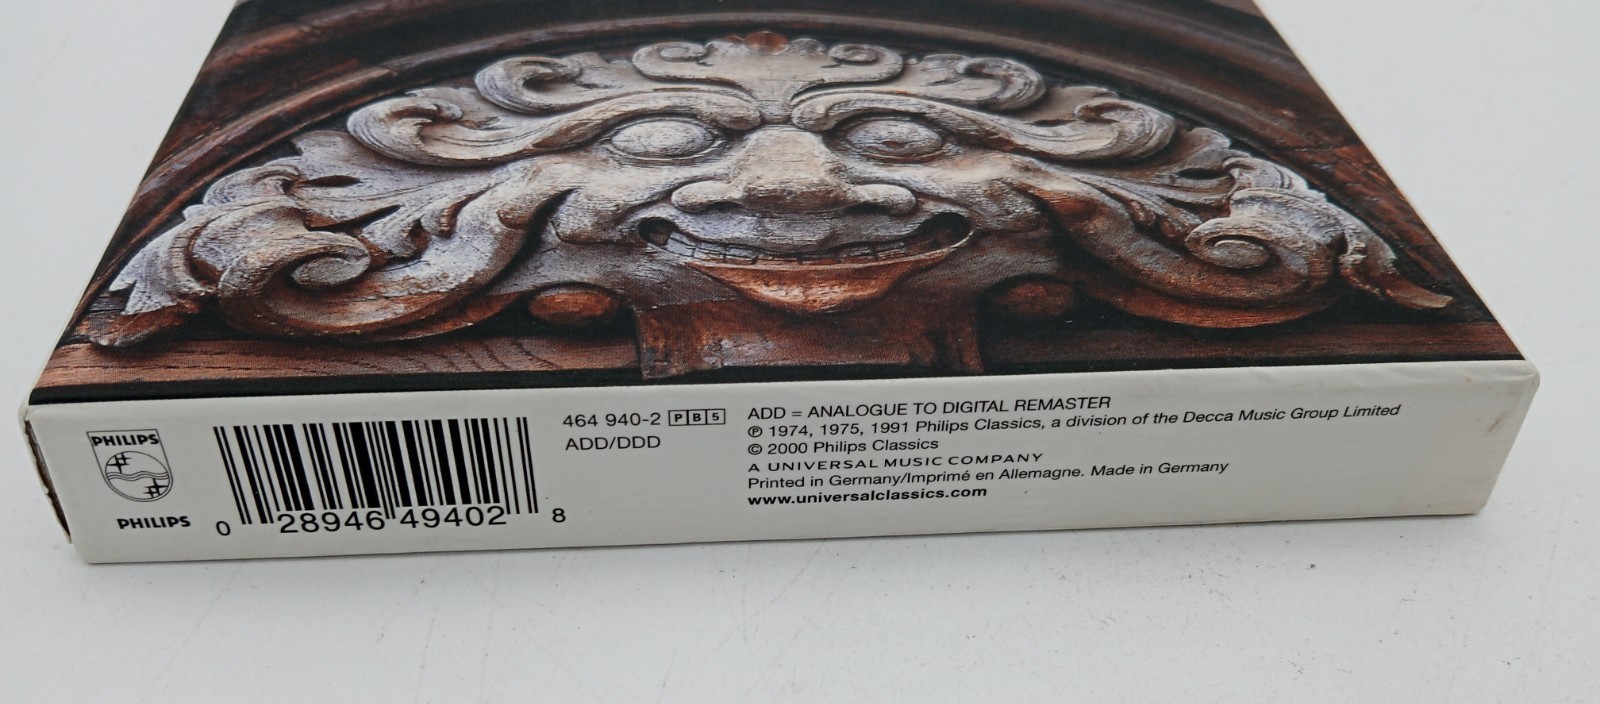 PHILIPS
PHILIPS
0 28946 49402 8
464 940-2 PB5
ADD/DDD
ADD = ANALOGUE TO DIGITAL REMASTER
℗ 1974, 1975, 1991 Philips Classics, a division of the Decca Music Group Limited
© 2000 Philips Classics
A UNIVERSAL MUSIC COMPANY
Printed in Germany/Imprimé en Allemagne. Made in Germany
www.universalclassics.com